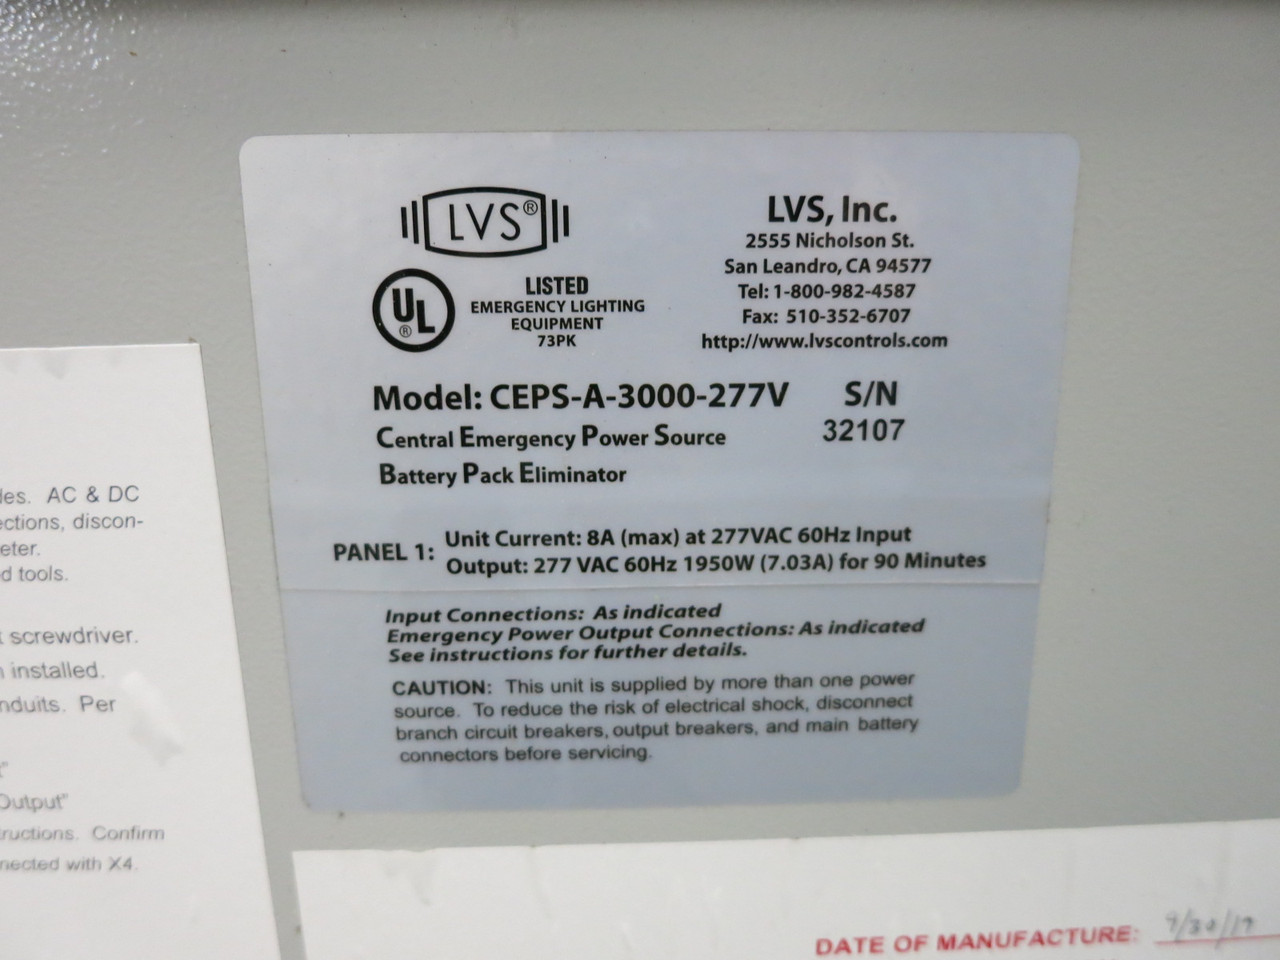 LVS®
UL®
LISTED
EMERGENCY LIGHTING
EQUIPMENT
73PK
LVS, Inc.
2555 Nicholson St.
San Leandro, CA 94577
Tel: 1-800-982-4587
Fax: 510-352-6707
http://www.lvscontrols.com
Model: CEPS-A-3000-277V
Central Emergency Power Source
Battery Pack Eliminator
S/N
32107
PANEL 1:
Unit Current: 8A (max) at 277VAC 60Hz Input
Output: 277 VAC 60Hz 1950W (7.03A) for 90 Minutes
Input Connections: As indicated
Emergency Power Output Connections: As indicated
See instructions for further details.
CAUTION: This unit is supplied by more than one power
source. To reduce the risk of electrical shock, disconnect
branch circuit breakers, output breakers, and main battery
connectors before servicing.
AC & DC
discon-
tools.
screwdriver.
installed.
Per
Output"
Confirm
with X4.
DATE OF MANUFACTURE: